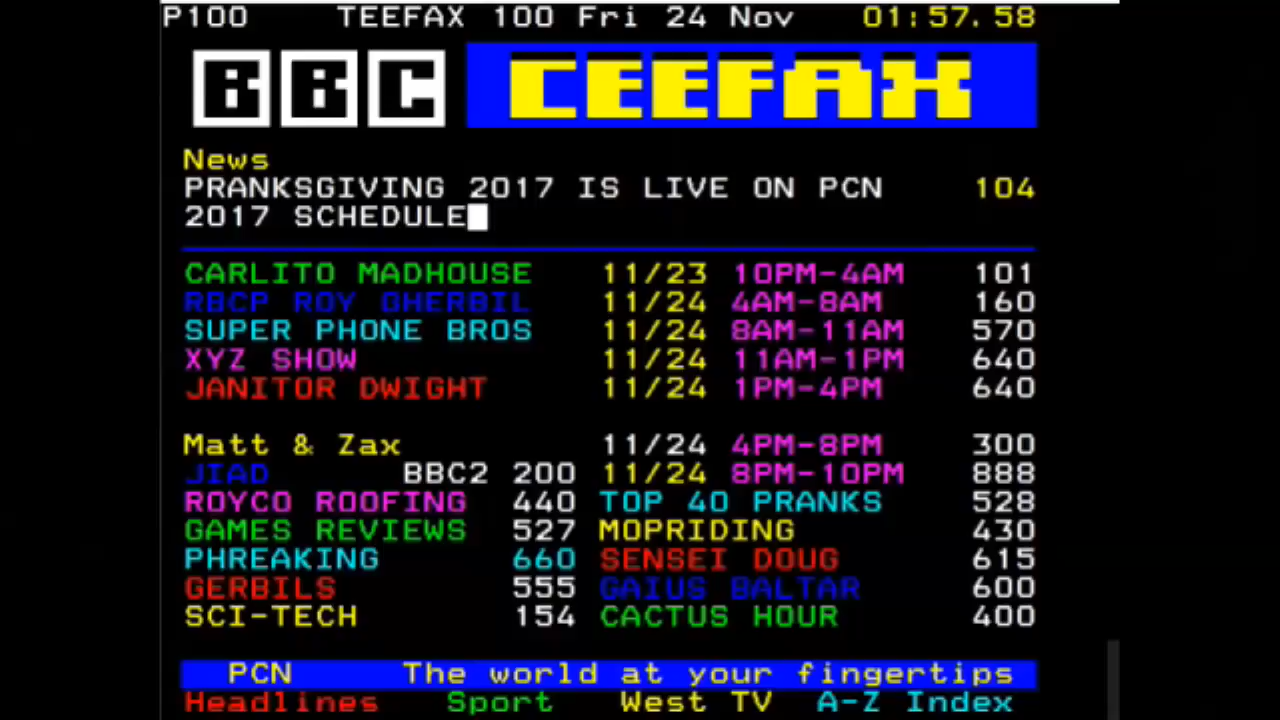 P100 TEEFAX 100 Fri 24 Nov 01:57.58
BBC CEEFAX
News
PRANKSGIVING 2017 IS LIVE ON PCN 104
2017 SCHEDULE
CARLITO MADHOUSE 11/23 10PM-4AM 101
RBCP ROY GHERBIL 11/24 4AM-8AM 160
SUPER PHONE BROS 11/24 8AM-11AM 570
XYZ SHOW 11/24 11AM-1PM 640
JANITOR DWIGHT 11/24 1PM-4PM 640
Matt & Zax 11/24 4PM-8PM 300
JIAD BBC2 200 11/24 8PM-10PM 888
ROYCO ROOFING 440 TOP 40 PRANKS 528
GAMES REVIEWS 527 MOPRIDING 430
PHREAKING 660 SENSEI DOUG 615
GERBILS 555 GAIUS BALTAR 600
SCI-TECH 154 CACTUS HOUR 400
PCN The world at your fingertips
Headlines Sport West TV A-Z Index